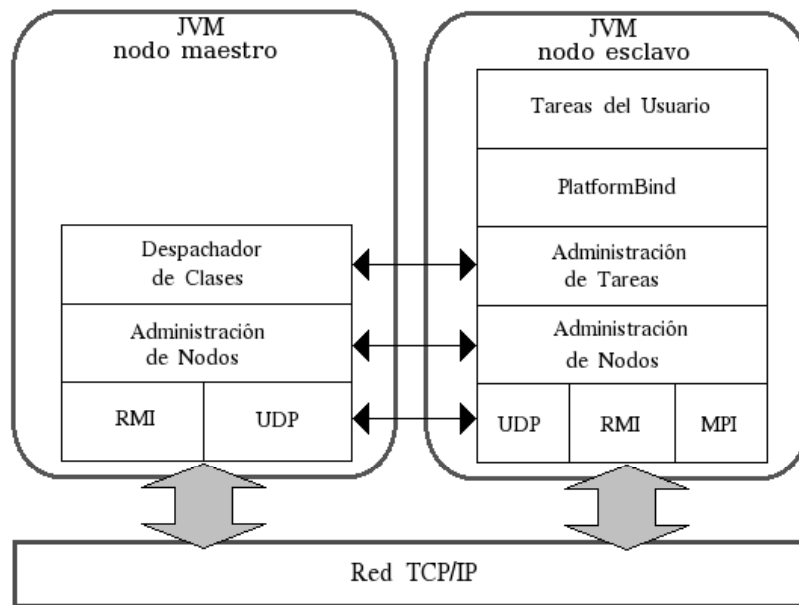 JVM
nodo maestro
Despachador
de Clases
Administración
de Nodos
RMI
UDP
JVM
nodo esclavo
Tareas del Usuario
PlatformBind
Administración
de Tareas
Administración
de Nodos
UDP
RMI
MPI
Red TCP/IP